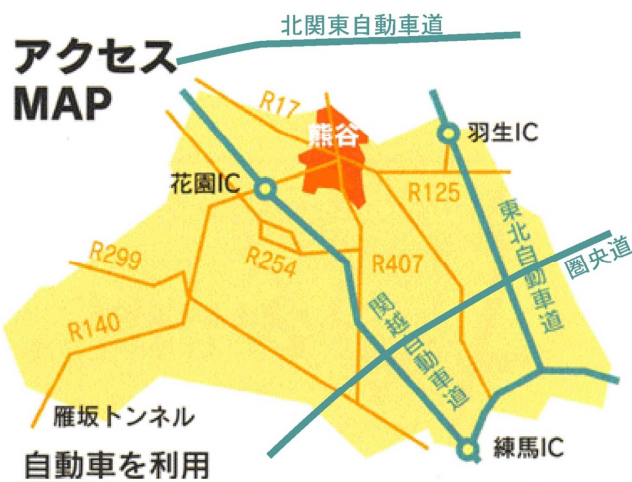 北関東自動車道
アクセス
MAP
R17
熊谷
羽生IC
花園IC
R125
東北自動車道
圏央道
R299
R254
R407
関越自動車道
R140
雁坂トンネル
練馬IC
自動車を利用